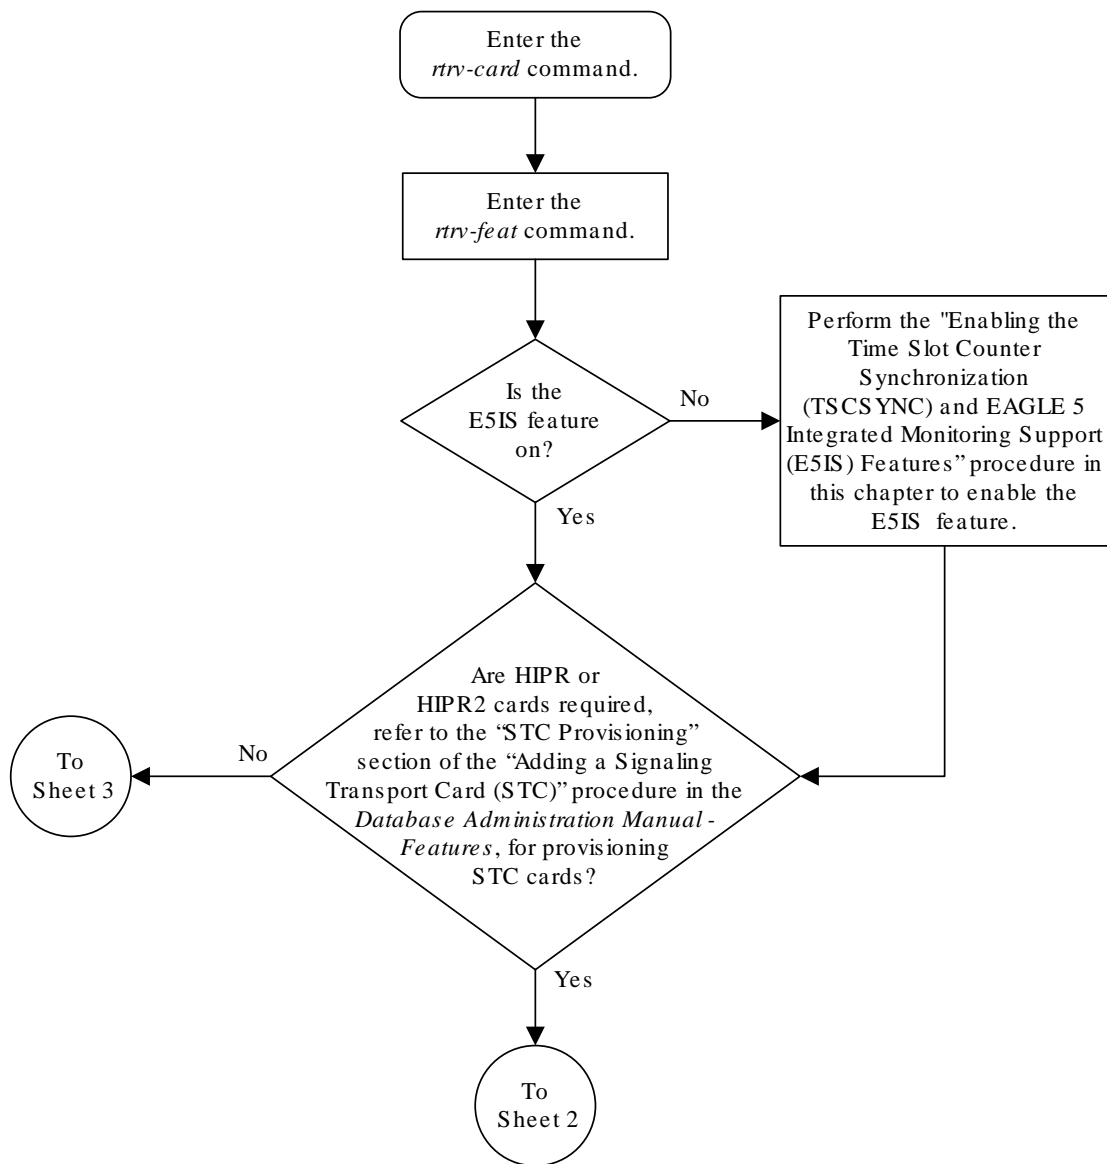 Enter the
rtrv-card command.
Enter the
rtrv-feat command.
Is the
E5IS feature
on?
No
Yes
Perform the "Enabling the
Time Slot Counter
Synchronization
(TSCSYNC) and EAGLE 5
Integrated Monitoring Support
(E5IS) Features” procedure in
this chapter to enable the
E5IS feature.
Are HIPR or
HIPR2 cards required,
refer to the “STC Provisioning”
section of the “Adding a Signaling
Transport Card (STC)” procedure in the
Database Administration Manual -
Features, for provisioning
STC cards?
No
To
Sheet 3
Yes
To
Sheet 2